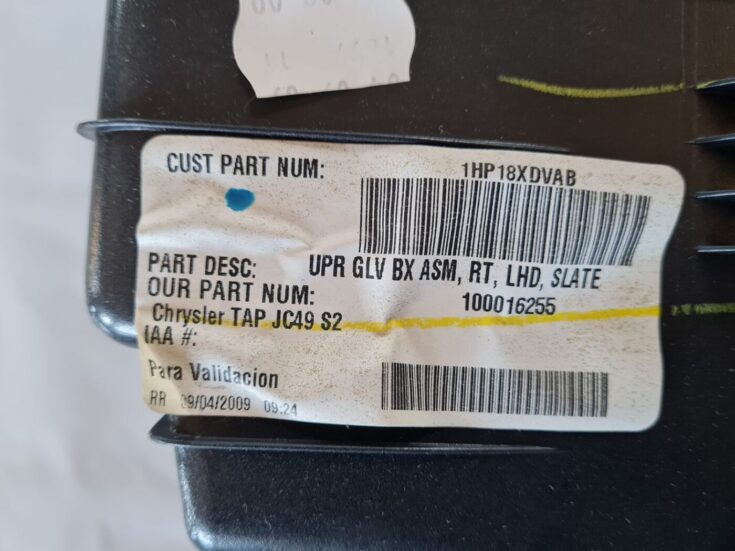 CUST PART NUM: 1HP18XDVAB
PART DESC: UPR GLV BX ASM, RT, LHD, SLATE
OUR PART NUM: 100016255
Chrysler TAP JC49 S2
IAA #:
Para Validacion
RR 09/04/2009 09:24